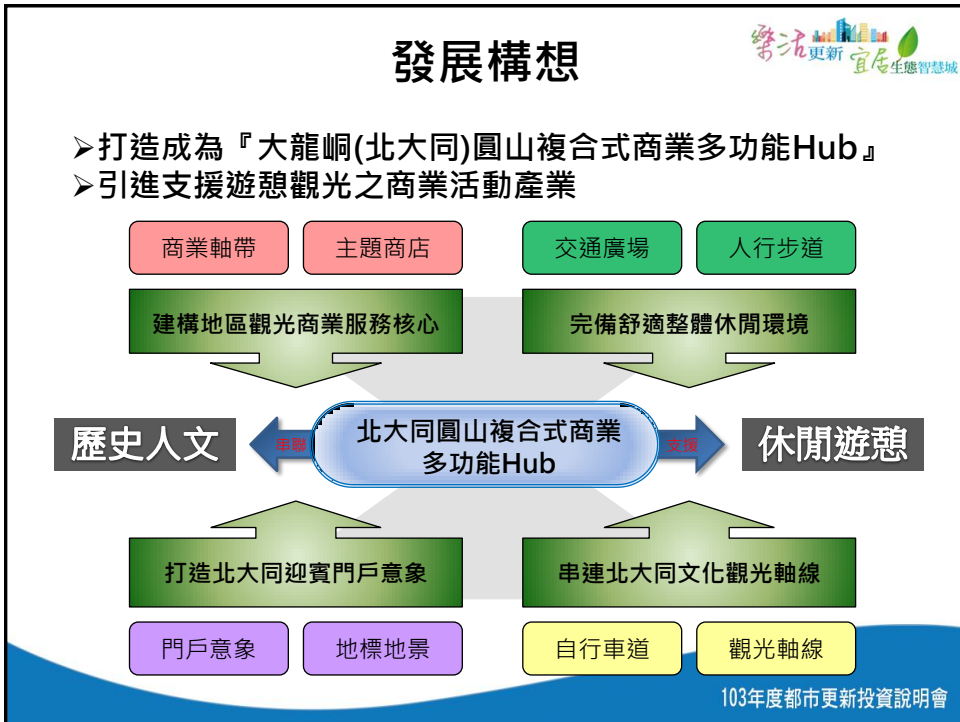 發展構想
樂活更新 宜居生態智慧城
➢打造成為『大龍峒(北大同)圓山複合式商業多功能Hub』
➢引進支援遊憩觀光之商業活動產業
商業軸帶
主題商店
交通廣場
人行步道
建構地區觀光商業服務核心
完備舒適整體休閒環境
歷史人文
串聯
北大同圓山複合式商業
多功能Hub
支援
休閒遊憩
打造北大同迎賓門戶意象
串連北大同文化觀光軸線
門戶意象
地標地景
自行車道
觀光軸線
103年度都市更新投資說明會